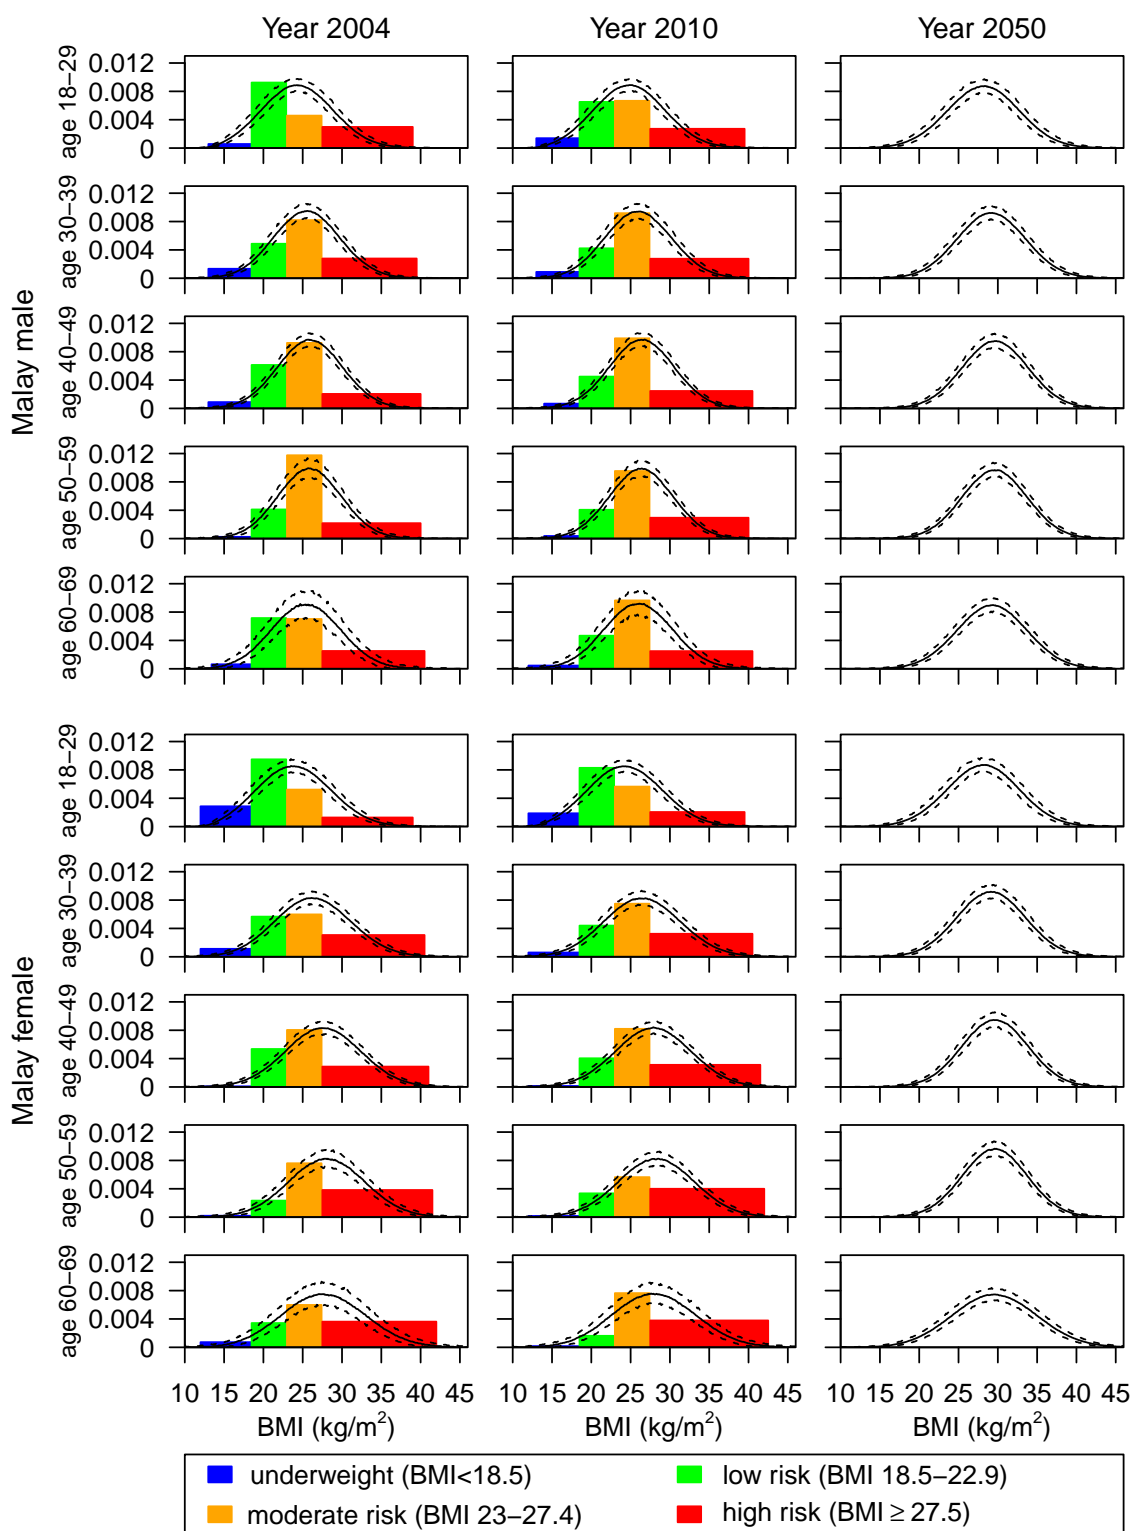 Year 2004 Year 2010 Year 2050
Malay male
age 18−29
0.012
0.008
0.004
0
age 30−39
0.012
0.008
0.004
0
age 40−49
0.012
0.008
0.004
0
age 50−59
0.012
0.008
0.004
0
age 60−69
0.012
0.008
0.004
0
Malay female
age 18−29
0.012
0.008
0.004
0
age 30−39
0.012
0.008
0.004
0
age 40−49
0.012
0.008
0.004
0
age 50−59
0.012
0.008
0.004
0
age 60−69
0.012
0.008
0.004
0
10 15 20 25 30 35 40 45 10 15 20 25 30 35 40 45 10 15 20 25 30 35 40 45
BMI (kg/m²) BMI (kg/m²) BMI (kg/m²)
underweight (BMI<18.5) low risk (BMI 18.5−22.9)
moderate risk (BMI 23−27.4) high risk (BMI ≥ 27.5)